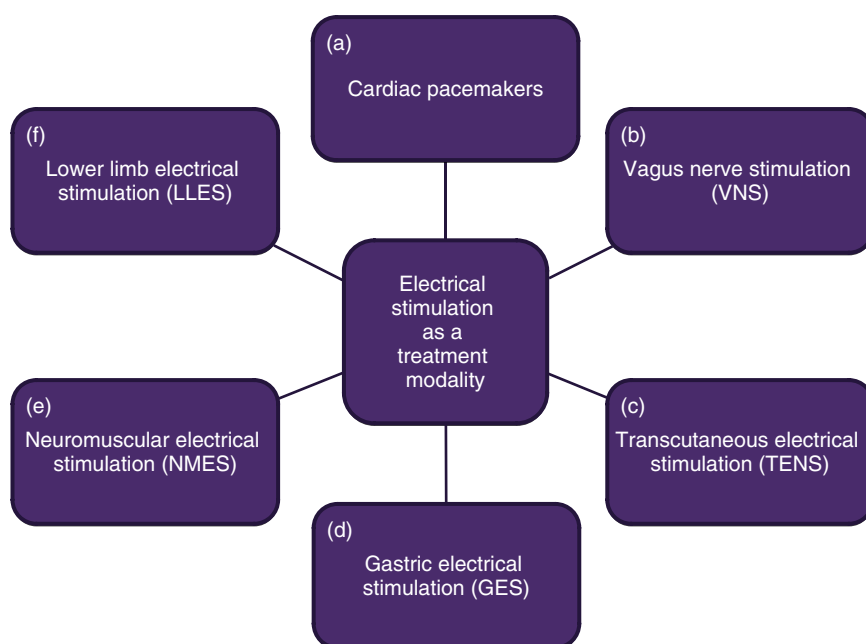 (a)
Cardiac pacemakers
(b)
Vagus nerve stimulation
(VNS)
(c)
Transcutaneous electrical
stimulation (TENS)
(d)
Gastric electrical
stimulation (GES)
(e)
Neuromuscular electrical
stimulation (NMES)
(f)
Lower limb electrical
stimulation (LLES)
Electrical
stimulation
as a
treatment
modality